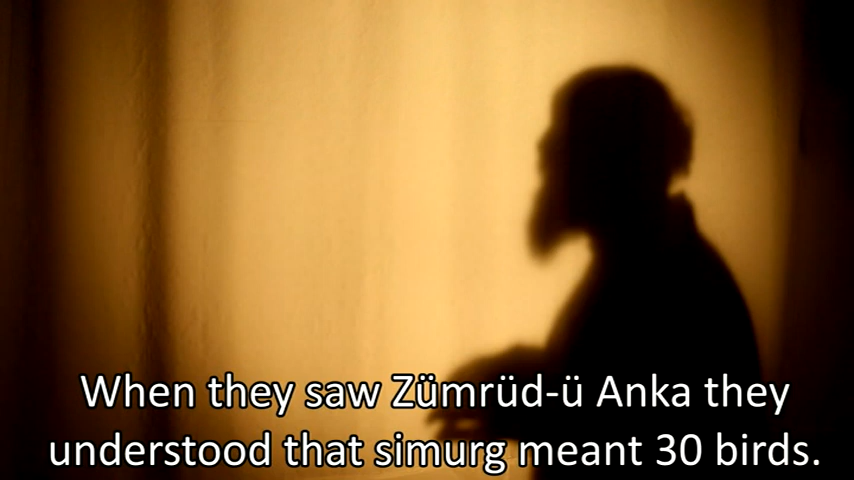 When they saw Zümrüd-ü Anka they
understood that simurg meant 30 birds.